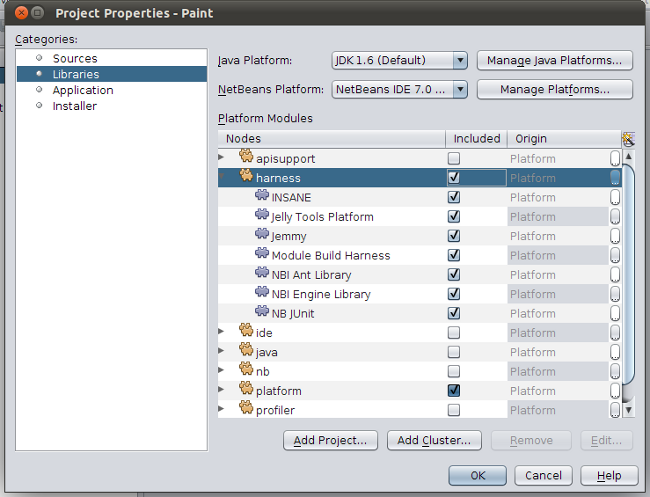 Project Properties - Paint
Categories:
Sources
Libraries
Application
Installer
Java Platform: JDK 1.6 (Default) Manage Java Platforms...
NetBeans Platform: NetBeans IDE 7.0 ... Manage Platforms...
Platform Modules
Nodes Included Origin
apisupport Platform
harness Platform
INSANE Platform
Jelly Tools Platform Platform
Jemmy Platform
Module Build Harness Platform
NBI Ant Library Platform
NBI Engine Library Platform
NB JUnit Platform
ide Platform
java Platform
nb Platform
platform Platform
profiler Platform
Add Project... Add Cluster... Remove Edit...
OK Cancel Help